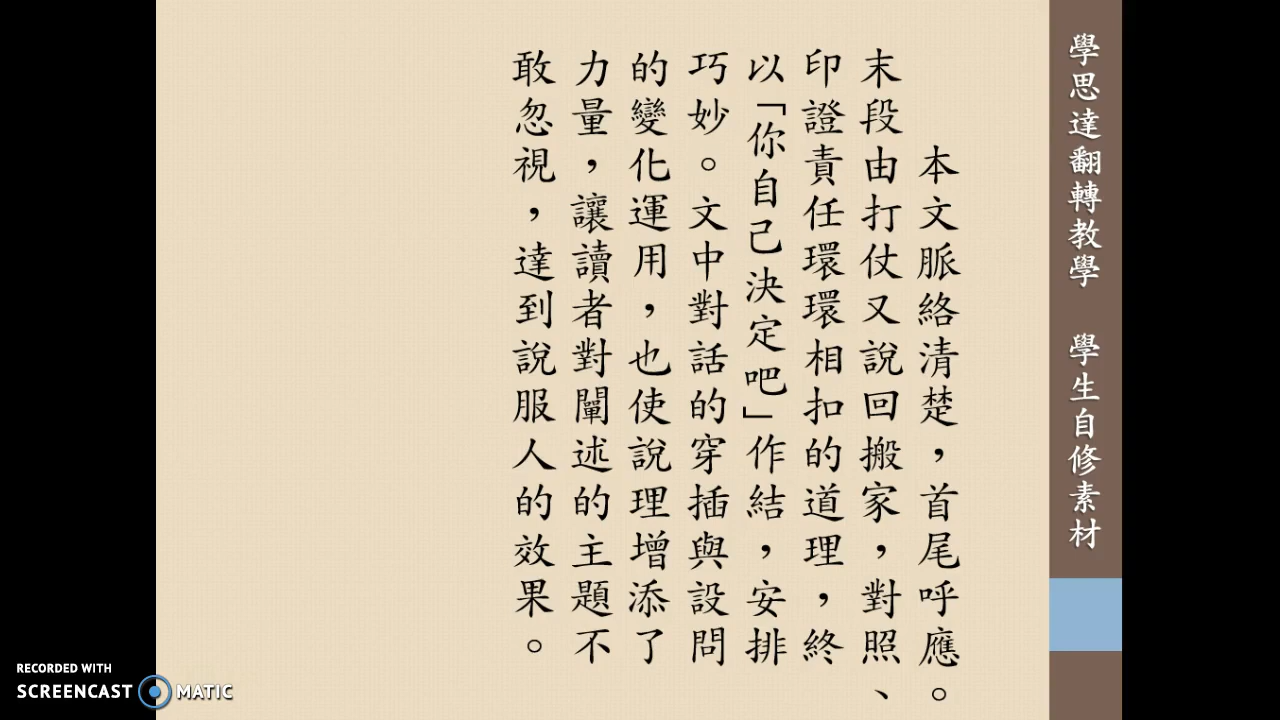 學思達翻轉教學 學生自修素材
本文脈絡清楚，首尾呼應。
末段由打仗又說回搬家，對照、
印證責任環環相扣的道理，終
以「你自己決定吧」作結，安排
巧妙。文中對話的穿插與設問
的變化運用，也使說理增添了
力量，讓讀者對闡述的主題不
敢忽視，達到說服人的效果。
RECORDED WITH
SCREENCAST MATIC